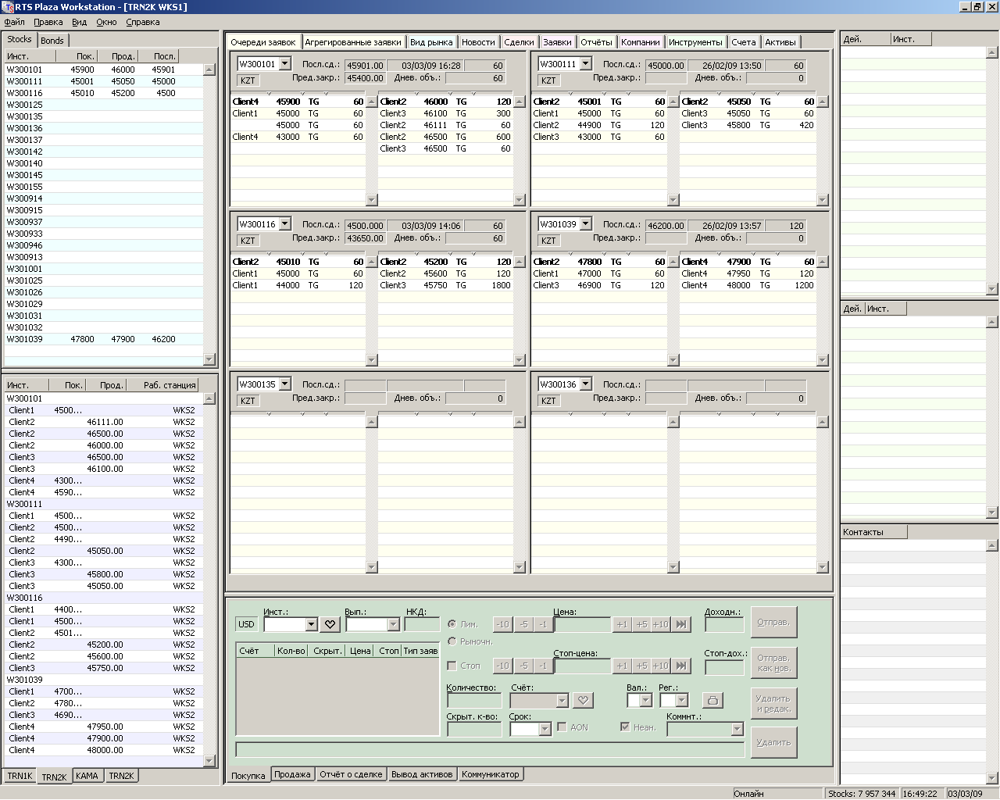 RTS Plaza Workstation - [TRN2K WKS1]
Файл Правка Вид Окно Справка
Stocks Bonds
Инст. Пок. Прод. Посл.
W300101 45900 46000 45901
W300111 45001 45050 45000
W300116 45010 45200 4500
W300125
W300135
W300136
W300137
W300142
W300140
W300145
W300155
W300914
W300915
W300937
W300933
W300946
W300913
W301001
W301025
W301026
W301029
W301031
W301032
W301039 47800 47900 46200
Инст. Пок. Прод. Раб. станция
W300101
Client1 4500... WKS2
Client2 46111.00 WKS2
Client2 46500.00 WKS2
Client2 46000.00 WKS2
Client3 46500.00 WKS2
Client3 46100.00 WKS2
Client4 4300... WKS2
Client4 4590... WKS2
W300111
Client1 4500... WKS2
Client2 4500... WKS2
Client2 4490... WKS2
Client2 45050.00 WKS2
Client3 4300... WKS2
Client3 45800.00 WKS2
Client3 45050.00 WKS2
W300116
Client1 4400... WKS2
Client1 4500... WKS2
Client2 4501... WKS2
Client2 45200.00 WKS2
Client2 45600.00 WKS2
Client3 45750.00 WKS2
W301039
Client1 4700... WKS2
Client2 4780... WKS2
Client3 4690... WKS2
Client4 47950.00 WKS2
Client4 47900.00 WKS2
Client4 48000.00 WKS2
TRN1K TRN2K KAMA TRN2K
Очереди заявок Агрегированные заявки Вид рынка Новости Сделки Заявки Отчёты Компании Инструменты Счета Активы
W300101 Посл.сд.: 45901.00 03/03/09 16:28 60
KZT Пред.закр.: 45400.00 Днев. объ.: 60
Client4 45900 TG 60 Client2 46000 TG 120
Client1 45000 TG 60 Client3 46100 TG 300
45000 TG 60 Client2 46111 TG 60
Client4 43000 TG 60 Client2 46500 TG 600
Client3 46500 TG 60
W300111 Посл.сд.: 45000.00 26/02/09 13:50 60
KZT Пред.закр.: Днев. объ.: 0
Client2 45001 TG 60 Client2 45050 TG 60
Client1 45000 TG 60 Client3 45050 TG 60
Client2 44900 TG 120 Client3 45800 TG 420
Client3 43000 TG 60
W300116 Посл.сд.: 4500.000 03/03/09 14:06 60
KZT Пред.закр.: 43650.00 Днев. объ.: 60
Client2 45010 TG 60 Client2 45200 TG 120
Client1 45000 TG 60 Client2 45600 TG 120
Client1 44000 TG 120 Client3 45750 TG 1800
W301039 Посл.сд.: 46200.00 26/02/09 13:57 120
KZT Пред.закр.: Днев. объ.: 0
Client2 47800 TG 60 Client4 47900 TG 60
Client1 47000 TG 60 Client4 47950 TG 120
Client3 46900 TG 120 Client4 48000 TG 1200
W300135 Посл.сд.:
KZT Пред.закр.: Днев. объ.: 0
W300136 Посл.сд.:
KZT Пред.закр.: Днев. объ.: 0
Инст.: Вып.: НКД: Цена: Доходн.:
USD Лим. -10 -5 -1 +1 +5 +10 Отправ.
Рыночн.
Счёт Кол-во Скрыт. Цена Стоп Тип заяв
Стоп-цена: Стоп-дох.:
Стоп -10 -5 -1 +1 +5 +10 Отправ. как нов.
Количество: Счёт: Вал.: Рег.:
Удалить и редак.
Скрыт. к-во: Срок: AON Неан. Коммнт.:
Удалить
Покупка Продажа Отчёт о сделке Вывод активов Коммуникатор
Дей. Инст.
Дей. Инст.
Контакты
Онлайн Stocks: 7 957 344 16:49:22 03/03/09